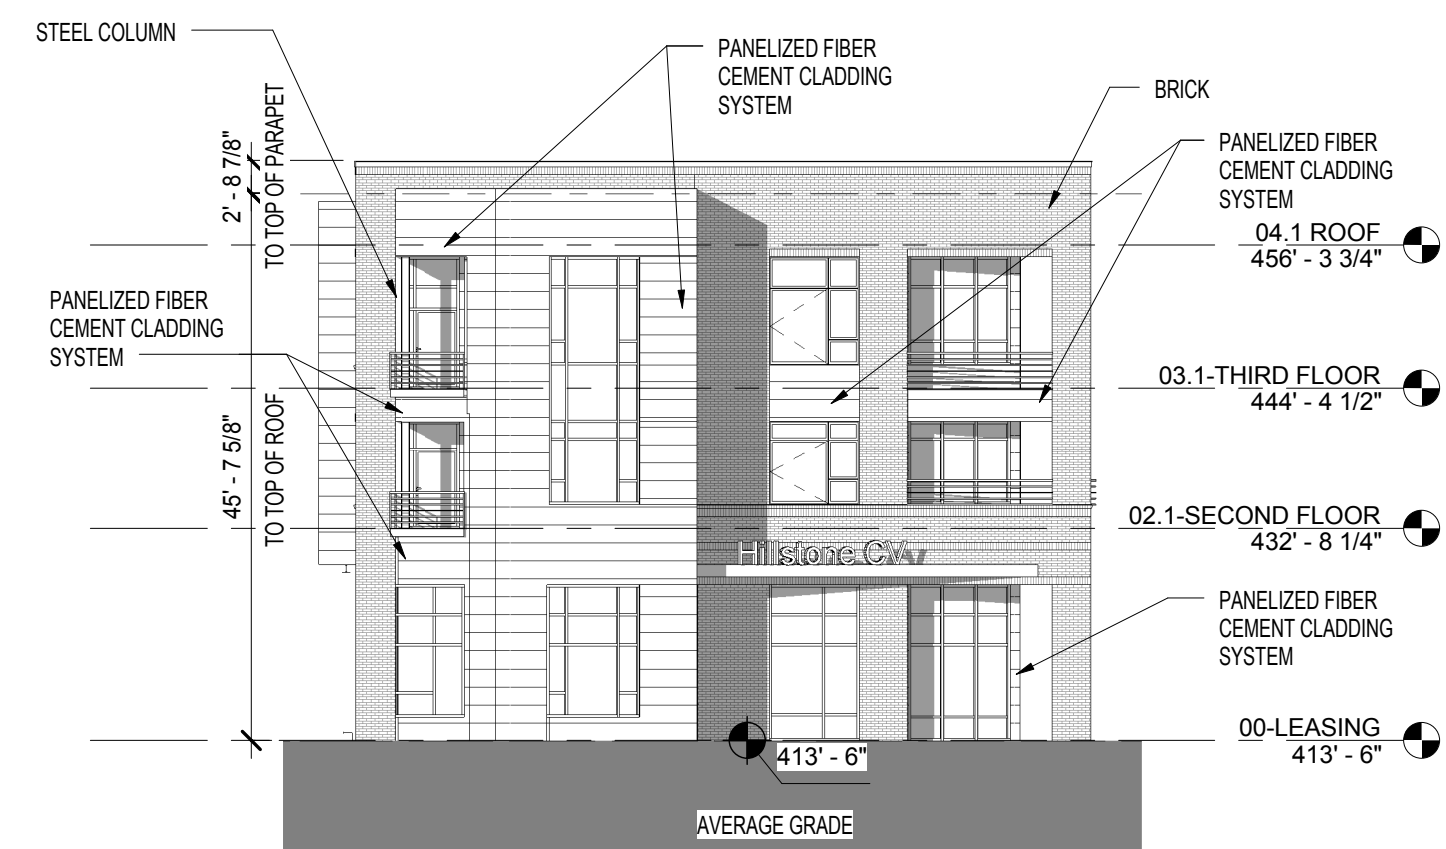 STEEL COLUMN
PANELIZED FIBER
CEMENT CLADDING
SYSTEM
BRICK
PANELIZED FIBER
CEMENT CLADDING
SYSTEM
2' - 8 7/8"
TO TOP OF PARAPET
04.1 ROOF
456' - 3 3/4"
PANELIZED FIBER
CEMENT CLADDING
SYSTEM
03.1-THIRD FLOOR
444' - 4 1/2"
45' - 7 5/8"
TO TOP OF ROOF
02.1-SECOND FLOOR
432' - 8 1/4"
Hillstone CV
PANELIZED FIBER
CEMENT CLADDING
SYSTEM
00-LEASING
413' - 6"
413' - 6"
AVERAGE GRADE